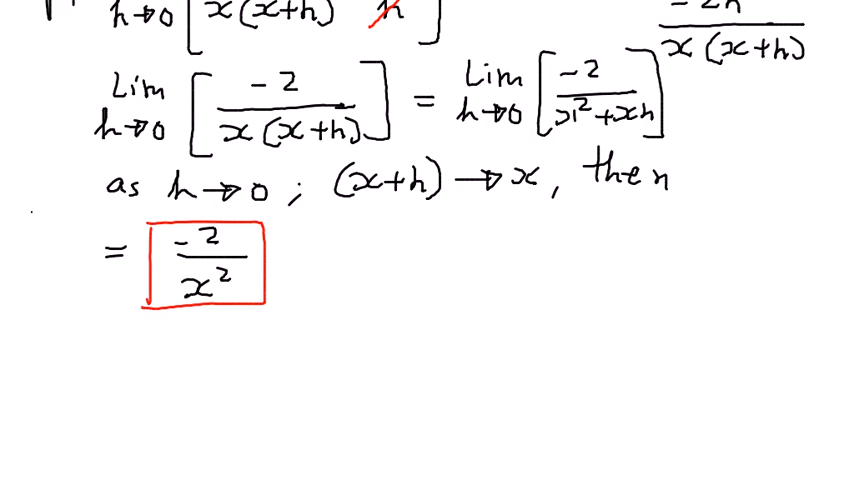 h→0 [ x(x+h) h ]
-2h / x(x+h)
Lim h→0 [ -2 / x(x+h) ] = Lim h→0 [ -2 / x²+xh ]
as h→0 ; (x+h)→x, then
= -2 / x²